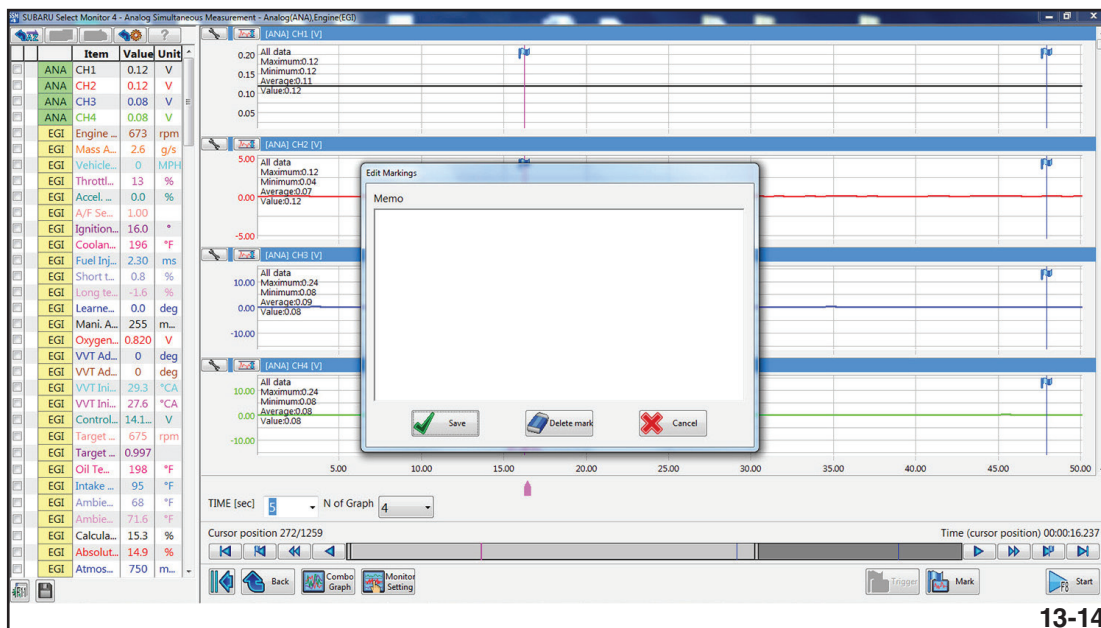 SUBARU Select Monitor 4 - Analog Simultaneous Measurement - Analog(ANA),Engine(EGI)
Item Value Unit
ANA CH1 0.12 V
ANA CH2 0.12 V
ANA CH3 0.08 V
ANA CH4 0.08 V
EGI Engine ... 673 rpm
EGI Mass A... 2.6 g/s
EGI Vehicle... 0 MPH
EGI Throttl... 13 %
EGI Accel. ... 0.0 %
EGI A/F Se... 1.00
EGI Ignition... 16.0 °
EGI Coolan... 196 °F
EGI Fuel Inj... 2.30 ms
EGI Short t... 0.8 %
EGI Long te... -1.6 %
EGI Learne... 0.0 deg
EGI Mani. A... 255 m...
EGI Oxygen... 0.820 V
EGI VVT Ad... 0 deg
EGI VVT Ad... 0 deg
EGI VVT Ini... 29.3 °CA
EGI VVT Ini... 27.6 °CA
EGI Control... 14.1... V
EGI Target ... 675 rpm
EGI Target ... 0.997
EGI Oil Te... 198 °F
EGI Intake ... 95 °F
EGI Ambie... 68 °F
EGI Ambie... 71.6 °F
EGI Calcula... 15.3 %
EGI Absolut... 14.9 %
EGI Atmos... 750 m...
[ANA] CH1 [V]
0.20
0.15
0.10
0.05
All data
Maximum:0.12
Minimum:0.12
Average:0.11
Value:0.12
[ANA] CH2 [V]
5.00
0.00
-5.00
All data
Maximum:0.12
Minimum:0.04
Average:0.07
Value:0.12
[ANA] CH3 [V]
10.00
0.00
-10.00
All data
Maximum:0.24
Minimum:0.08
Average:0.09
Value:0.08
[ANA] CH4 [V]
10.00
0.00
-10.00
All data
Maximum:0.24
Minimum:0.08
Average:0.08
Value:0.08
5.00 10.00 15.00 20.00 25.00 30.00 35.00 40.00 45.00 50.00
Edit Markings
Memo
Save Delete mark Cancel
TIME [sec] 5 N of Graph 4
Cursor position 272/1259 Time (cursor position) 00:00:16.237
Back
Combo
Graph
Monitor
Setting
Trigger
Mark
F8 Start
13-14